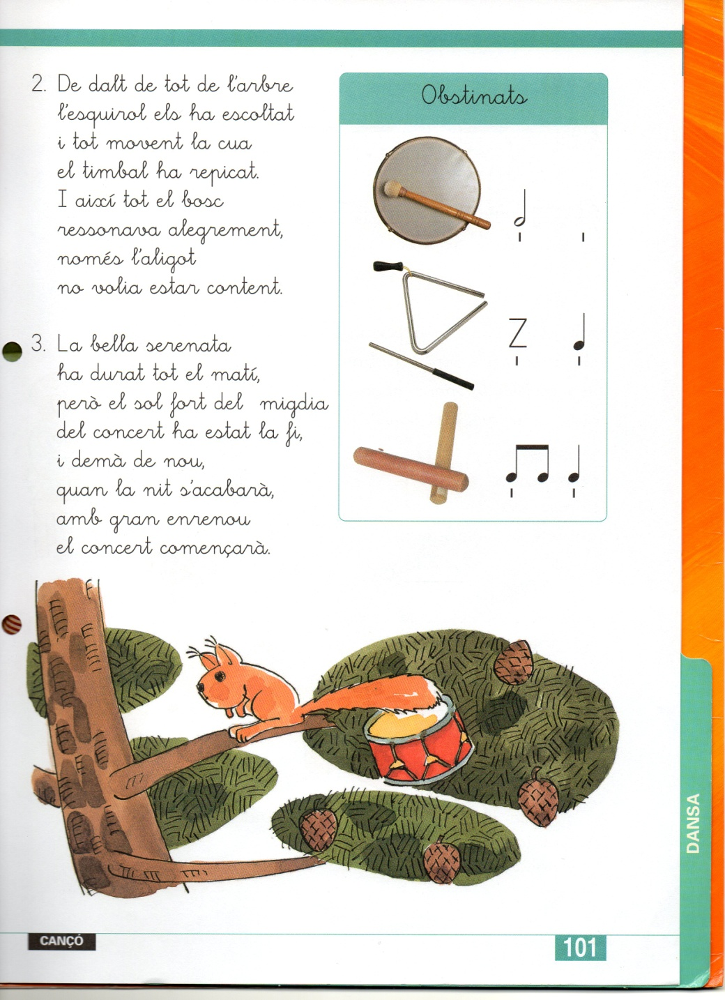 2. De dalt de tot de l'arbre
l'esquirol els ha escoltat
i tot movent la cua
el timbal ha repicat.
I així tot el bosc
ressonava alegrement,
només l'aligot
no volia estar content.
3. La bella serenata
ha durat tot el matí,
però el sol fort del migdia
del concert ha estat la fi,
i demà de nou,
quan la nit s'acabarà,
amb gran enrenou
el concert començarà.
Obstinats
DANSA
CANÇÓ
101